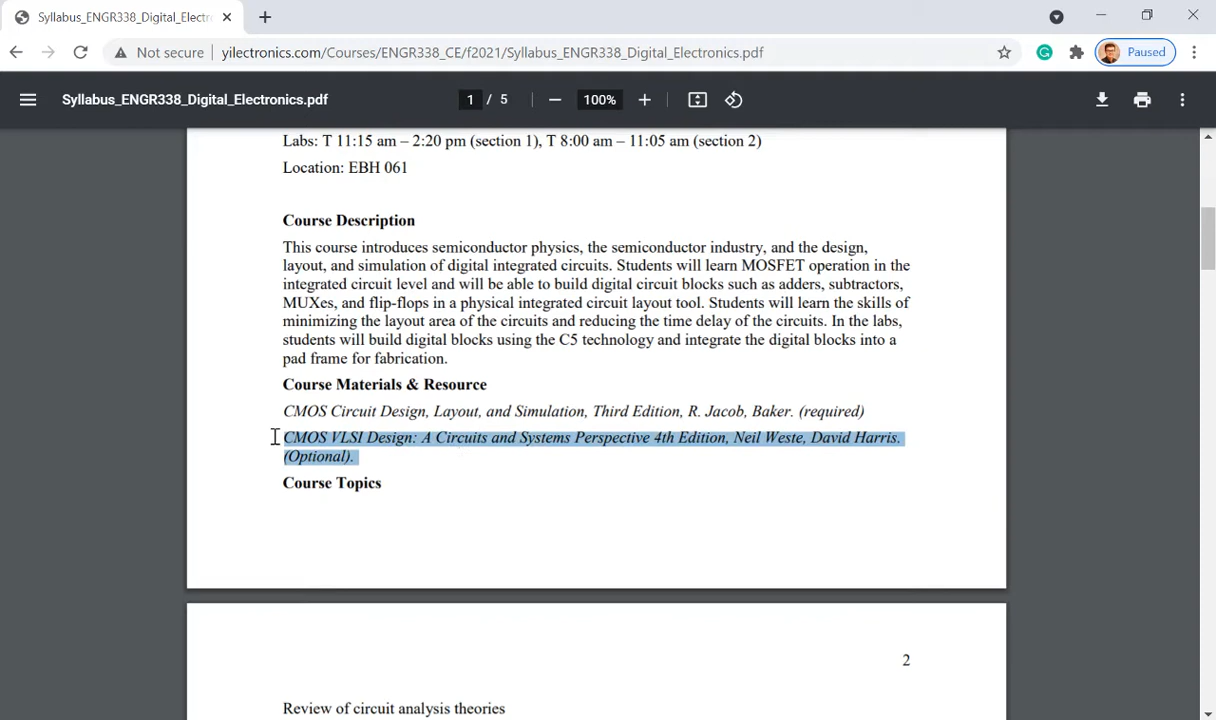 Syllabus_ENGR338_Digital_Electr
Not secure yilectronics.com/Courses/ENGR338_CE/f2021/Syllabus_ENGR338_Digital_Electronics.pdf Paused
Syllabus_ENGR338_Digital_Electronics.pdf 1 / 5 100%
Labs: T 11:15 am – 2:20 pm (section 1), T 8:00 am – 11:05 am (section 2)
Location: EBH 061
Course Description
This course introduces semiconductor physics, the semiconductor industry, and the design,
layout, and simulation of digital integrated circuits. Students will learn MOSFET operation in the
integrated circuit level and will be able to build digital circuit blocks such as adders, subtractors,
MUXes, and flip-flops in a physical integrated circuit layout tool. Students will learn the skills of
minimizing the layout area of the circuits and reducing the time delay of the circuits. In the labs,
students will build digital blocks using the C5 technology and integrate the digital blocks into a
pad frame for fabrication.
Course Materials & Resource
CMOS Circuit Design, Layout, and Simulation, Third Edition, R. Jacob, Baker. (required)
CMOS VLSI Design: A Circuits and Systems Perspective 4th Edition, Neil Weste, David Harris.
(Optional).
Course Topics
2
Review of circuit analysis theories